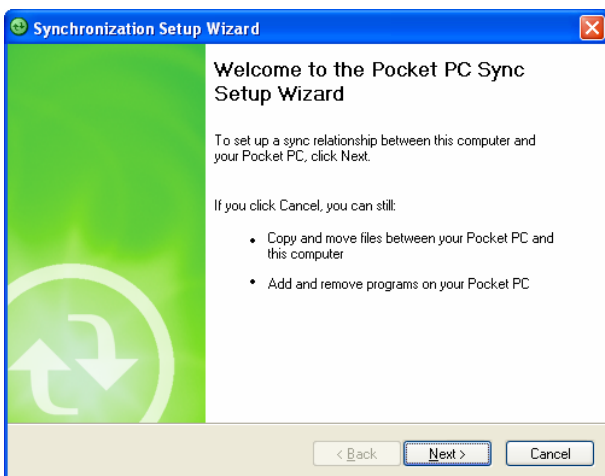 Synchronization Setup Wizard
Welcome to the Pocket PC Sync
Setup Wizard
To set up a sync relationship between this computer and
your Pocket PC, click Next.
If you click Cancel, you can still:
• Copy and move files between your Pocket PC and
this computer
• Add and remove programs on your Pocket PC
< Back Next > Cancel